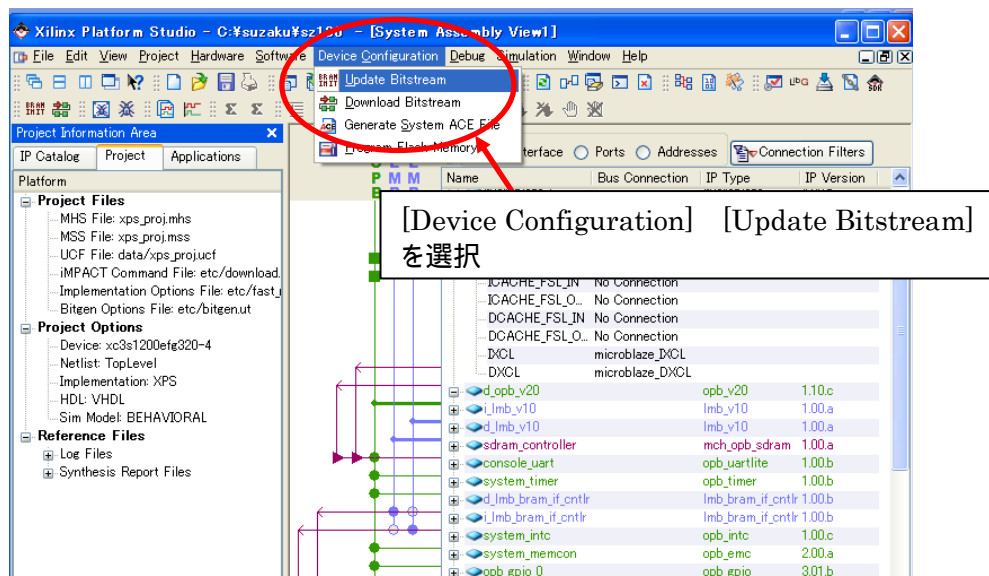 Xilinx Platform Studio - C:¥suzaku¥sz130 - [System Assembly View1]
File Edit View Project Hardware Software Device Configuration Debug Simulation Window Help
Update Bitstream
Download Bitstream
Generate System ACE File
Program Flash Memory
Project Information Area
IP Catalog Project Applications
Platform
Project Files
MHS File: xps_proj.mhs
MSS File: xps_proj.mss
UCF File: data/xps_proj.ucf
iMPACT Command File: etc/download.
Implementation Options File: etc/fast_r
Bitgen Options File: etc/bitgen.ut
Project Options
Device: xc3s1200efg320-4
Netlist: TopLevel
Implementation: XPS
HDL: VHDL
Sim Model: BEHAVIORAL
Reference Files
Log Files
Synthesis Report Files
terface Ports Addresses Connection Filters
P M M
Name Bus Connection IP Type IP Version
[Device Configuration] [Update Bitstream]
を選択
ICACHE_FSL_IN No Connection
ICACHE_FSL_O... No Connection
DCACHE_FSL_IN No Connection
DCACHE_FSL_O... No Connection
IXCL microblaze_IXCL
DXCL microblaze_DXCL
d_opb_v20 opb_v20 1.10.c
i_lmb_v10 lmb_v10 1.00.a
d_lmb_v10 lmb_v10 1.00.a
sdram_controller mch_opb_sdram 1.00.a
console_uart opb_uartlite 1.00.b
system_timer opb_timer 1.00.b
d_lmb_bram_if_cntlr lmb_bram_if_cntlr 1.00.b
i_lmb_bram_if_cntlr lmb_bram_if_cntlr 1.00.b
system_intc opb_intc 1.00.c
system_memcon opb_emc 2.00.a
opb_gpio_0 opb_gpio 3.01.b